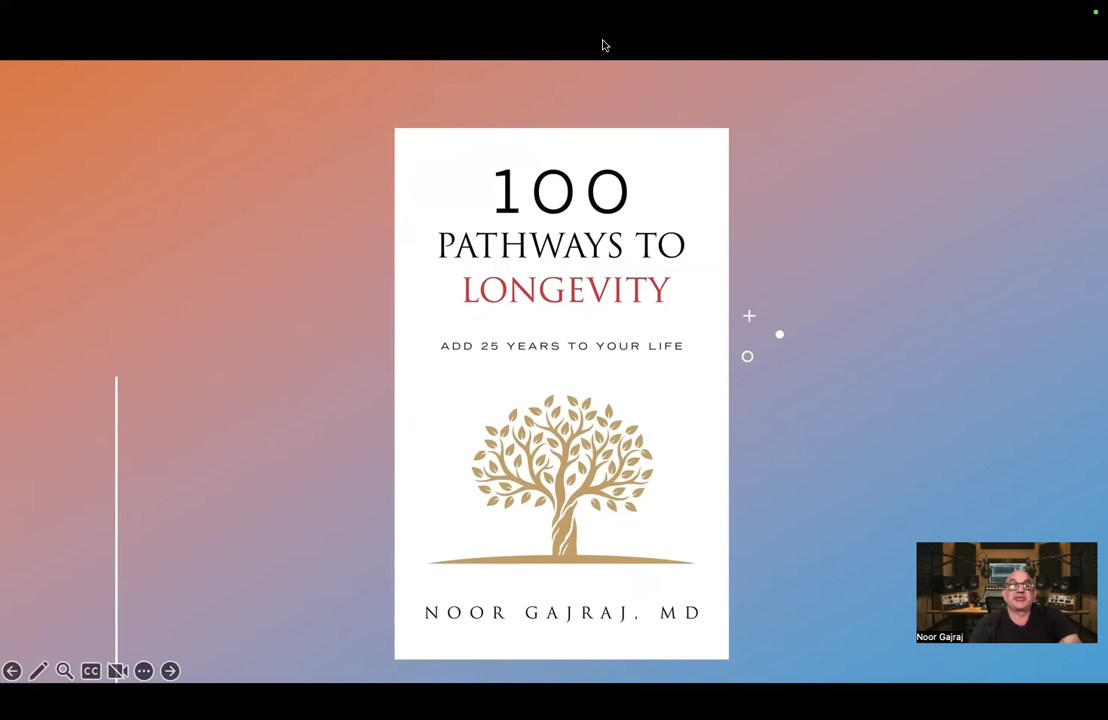 100
PATHWAYS TO
LONGEVITY
ADD 25 YEARS TO YOUR LIFE
NOOR GAJRAJ, MD
Noor Gajraj
CC